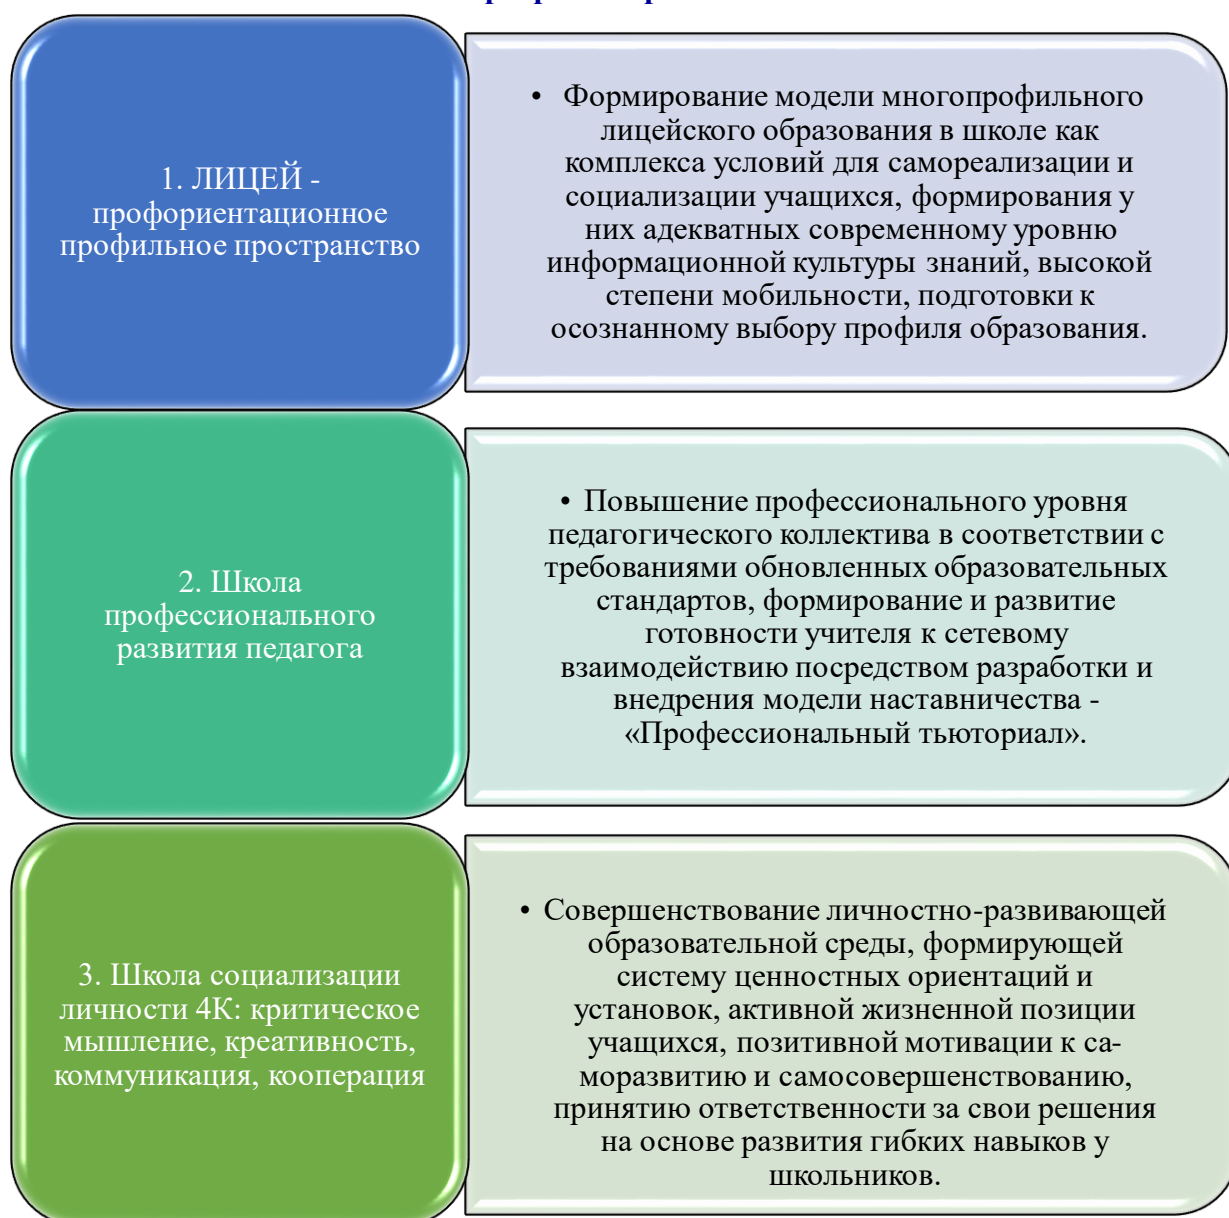 1. ЛИЦЕЙ -
профориентационное
профильное пространство
• Формирование модели многопрофильного
лицейского образования в школе как
комплекса условий для самореализации и
социализации учащихся, формирования у
них адекватных современному уровню
информационной культуры знаний, высокой
степени мобильности, подготовки к
осознанному выбору профиля образования.
2. Школа
профессионального
развития педагога
• Повышение профессионального уровня
педагогического коллектива в соответствии с
требованиями обновленных образовательных
стандартов, формирование и развитие
готовности учителя к сетевому
взаимодействию посредством разработки и
внедрения модели наставничества -
«Профессиональный тьюториал».
3. Школа социализации
личности 4К: критическое
мышление, креативность,
коммуникация, кооперация
• Совершенствование личностно-развивающей
образовательной среды, формирующей
систему ценностных ориентаций и
установок, активной жизненной позиции
учащихся, позитивной мотивации к са-
моразвитию и самосовершенствованию,
принятию ответственности за свои решения
на основе развития гибких навыков у
школьников.